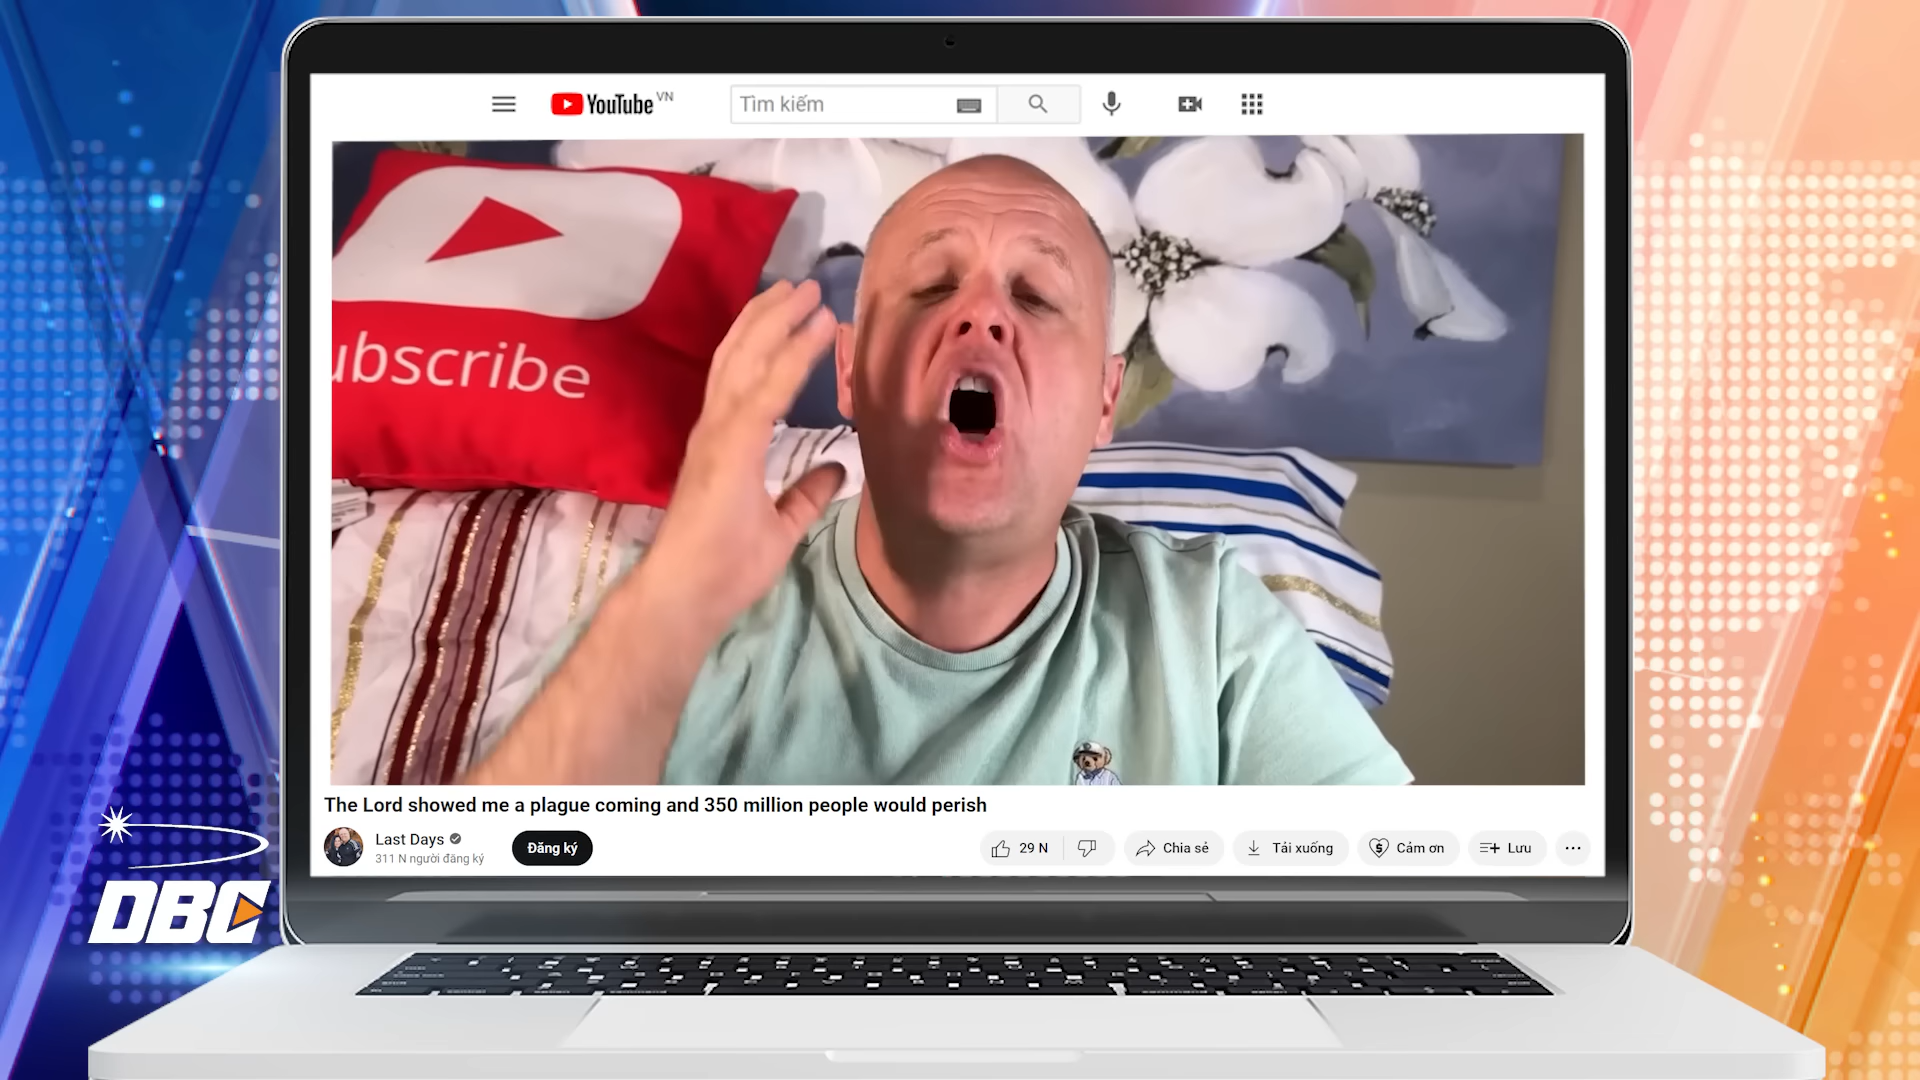 YouTube VN
Tìm kiếm
ubscribe
The Lord showed me a plague coming and 350 million people would perish
Last Days
311 N người đăng ký
Đăng ký
29 N
Chia sẻ
Tải xuống
Cảm ơn
Lưu
DBC